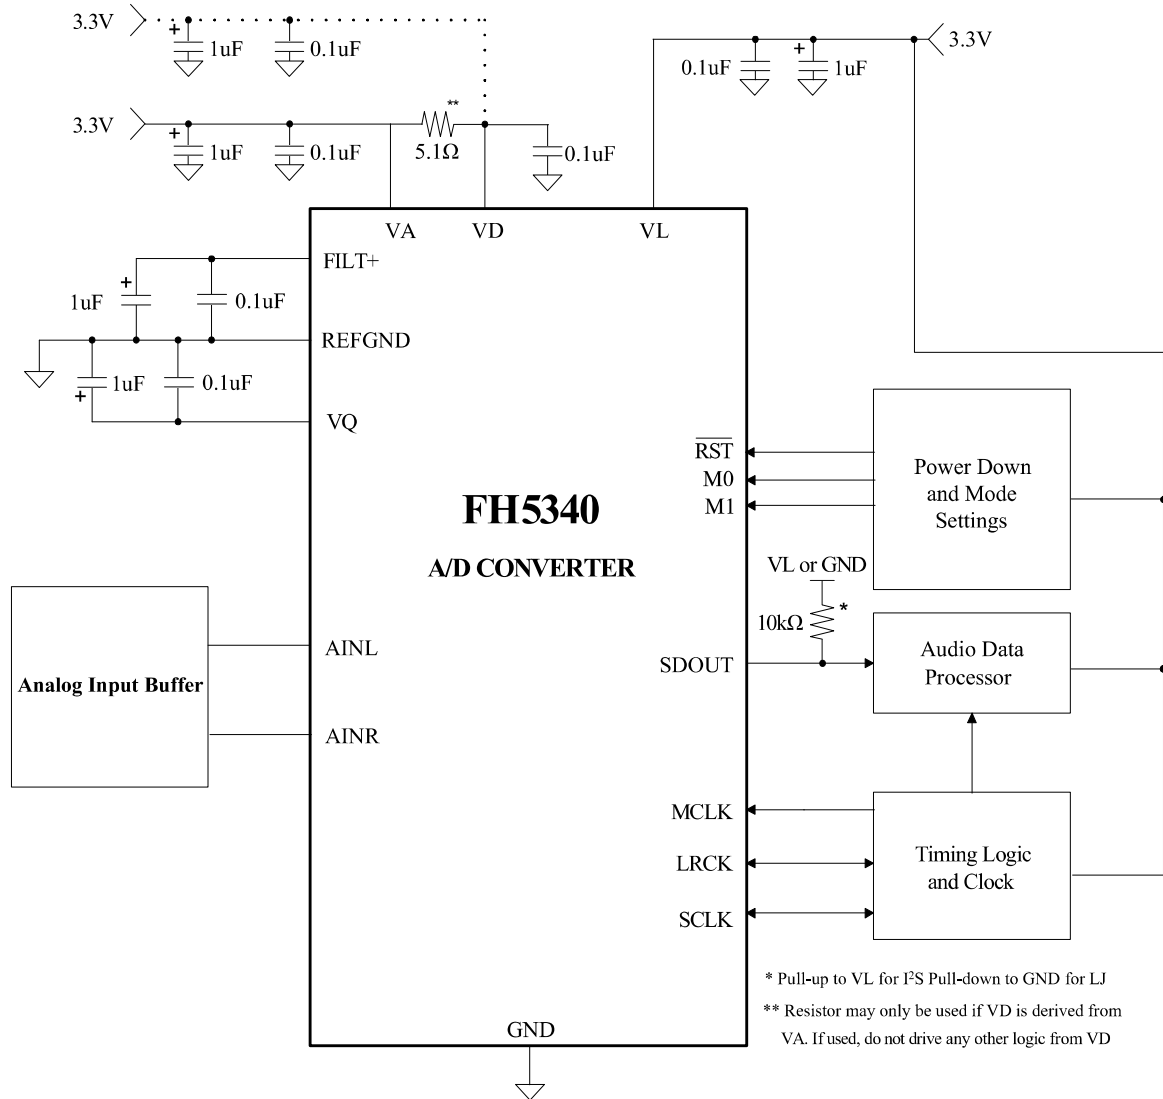 3.3V
+
1uF
0.1uF
3.3V
+
1uF
0.1uF
**
5.1Ω
0.1uF
0.1uF
+
1uF
3.3V
VA
VD
VL
FILT+
+
1uF
0.1uF
REFGND
+
1uF
0.1uF
VQ
RST
M0
M1
Power Down
and Mode
Settings
FH5340
A/D CONVERTER
VL or GND
*
10kΩ
Analog Input Buffer
AINL
AINR
SDOUT
Audio Data
Processor
MCLK
LRCK
SCLK
Timing Logic
and Clock
* Pull-up to VL for I²S Pull-down to GND for LJ
** Resistor may only be used if VD is derived from
VA. If used, do not drive any other logic from VD
GND